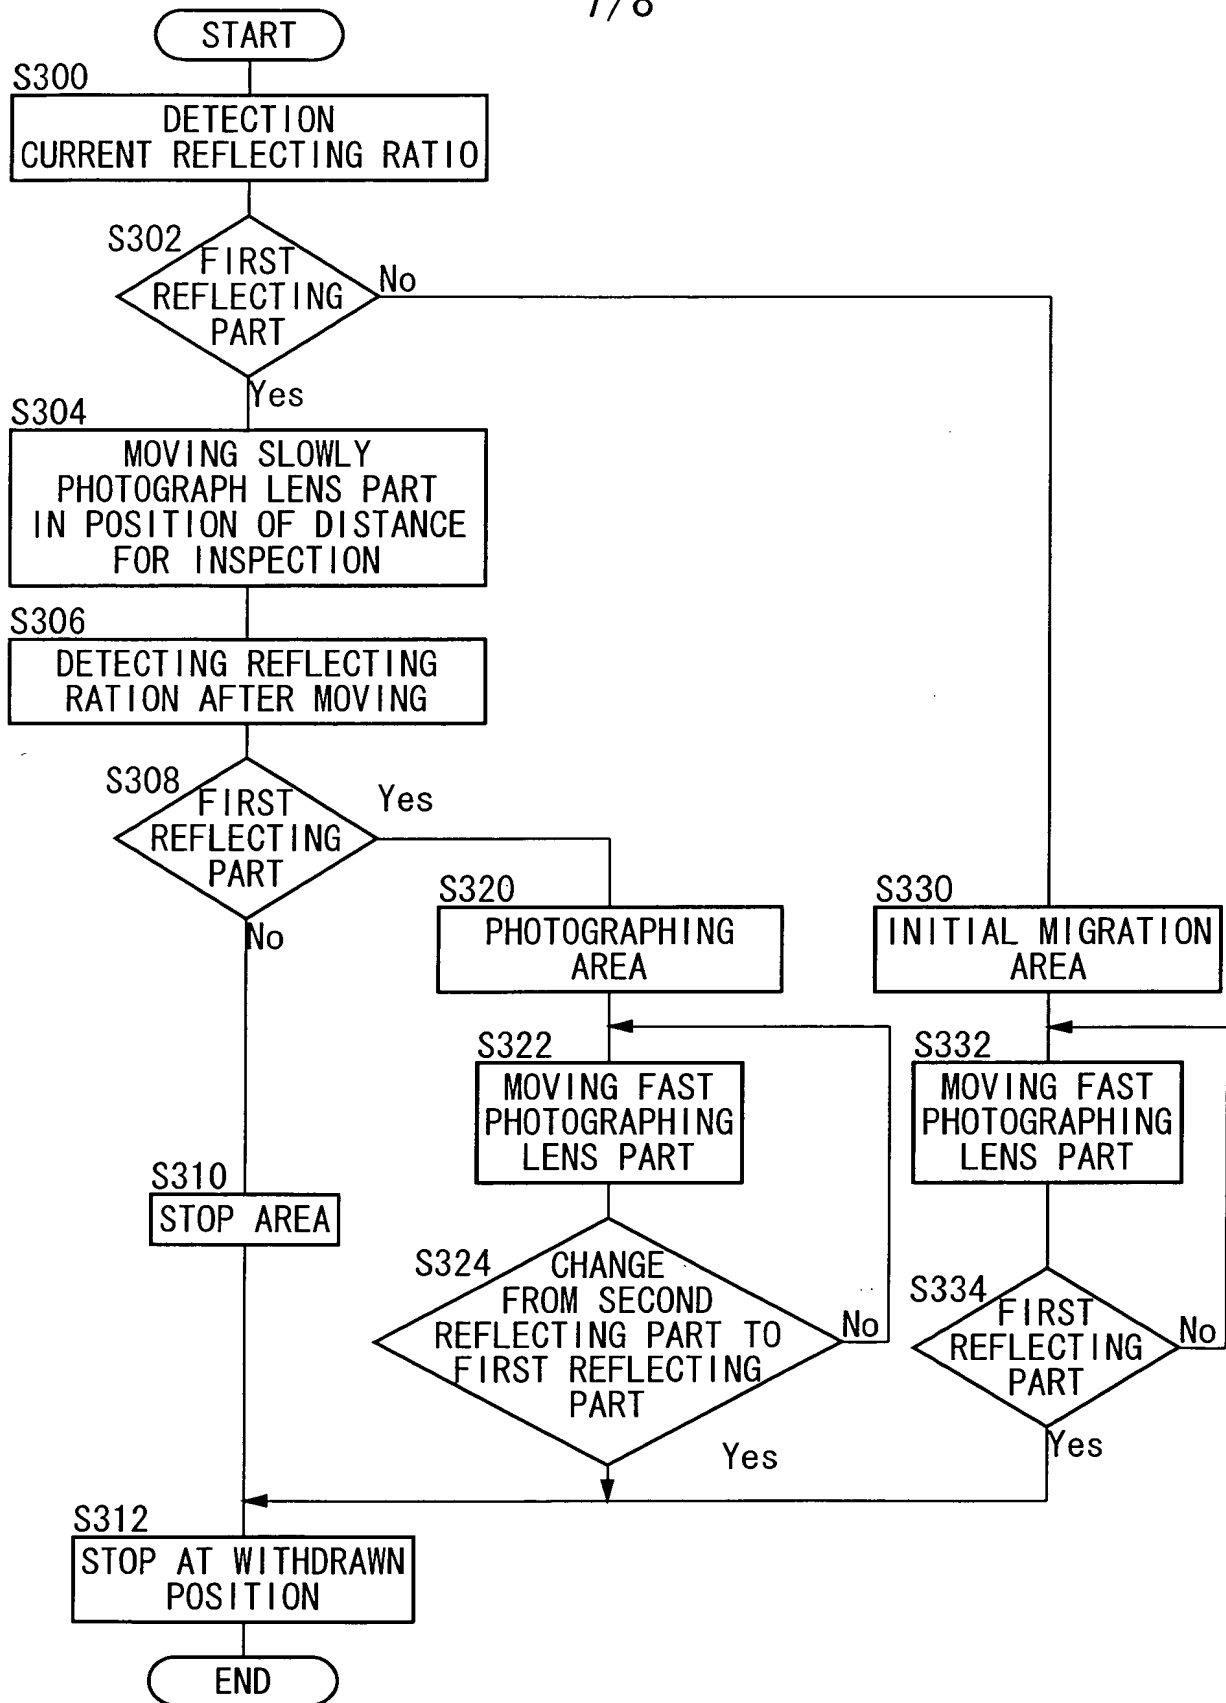 7/8
START
S300
DETECTION
CURRENT REFLECTING RATIO
S302
FIRST
REFLECTING
PART
No
Yes
S304
MOVING SLOWLY
PHOTOGRAPH LENS PART
IN POSITION OF DISTANCE
FOR INSPECTION
S306
DETECTING REFLECTING
RATION AFTER MOVING
S308
FIRST
REFLECTING
PART
Yes
No
S320
PHOTOGRAPHING
AREA
S330
INITIAL MIGRATION
AREA
S322
MOVING FAST
PHOTOGRAPHING
LENS PART
S332
MOVING FAST
PHOTOGRAPHING
LENS PART
S310
STOP AREA
S324
CHANGE
FROM SECOND
REFLECTING PART TO
FIRST REFLECTING
PART
No
Yes
S334
FIRST
REFLECTING
PART
No
Yes
S312
STOP AT WITHDRAWN
POSITION
END